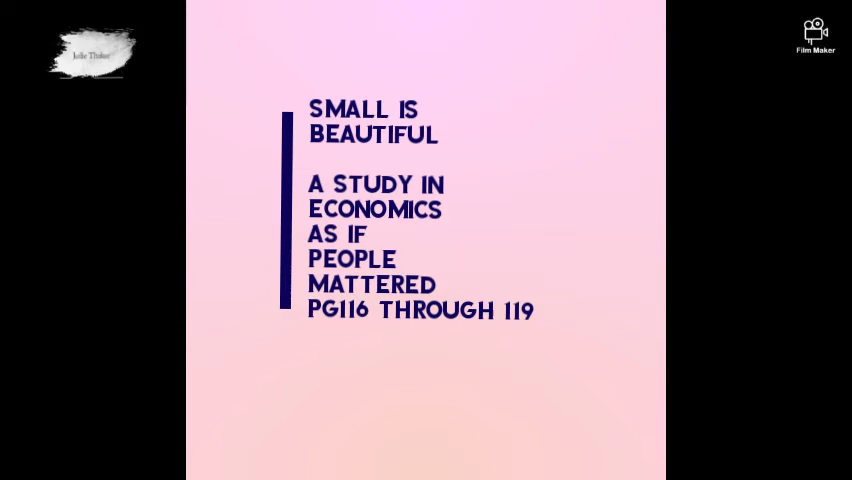 Film Maker
SMALL IS
BEAUTIFUL
A STUDY IN
ECONOMICS
AS IF
PEOPLE
MATTERED
PG116 THROUGH 119